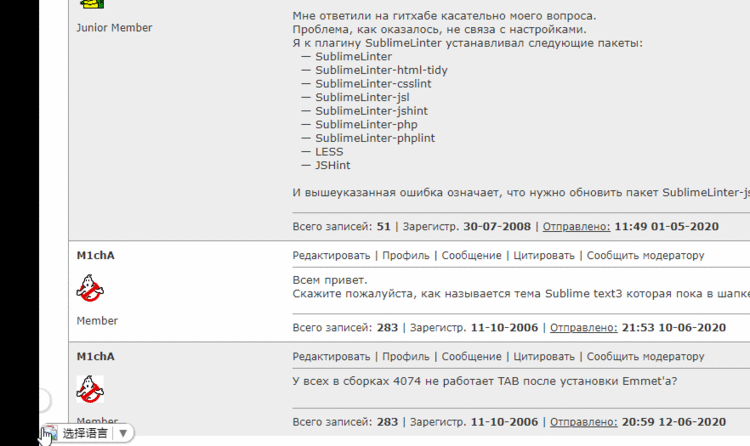 Мне ответили на гитхабе касательно моего вопроса.
Junior Member
Проблема, как оказалось, не связа с настройками.
Я к плагину SublimeLinter устанавливал следующие пакеты:
— SublimeLinter
— SublimeLinter-html-tidy
— SublimeLinter-csslint
— SublimeLinter-jsl
— SublimeLinter-jshint
— SublimeLinter-php
— SublimeLinter-phplint
— LESS
— JSHint
И вышеуказанная ошибка означает, что нужно обновить пакет SublimeLinter-js
Всего записей: 51 | Зарегистр. 30-07-2008 | Отправлено: 11:49 01-05-2020
M1chA
Редактировать | Профиль | Сообщение | Цитировать | Сообщить модератору
Всем привет.
Скажите пожалуйста, как называется тема Sublime text3 которая пока в шапке
Member
Всего записей: 283 | Зарегистр. 11-10-2006 | Отправлено: 21:53 10-06-2020
M1chA
Редактировать | Профиль | Сообщение | Цитировать | Сообщить модератору
У всех в сборках 4074 не работает TAB после установки Emmet'a?
Member
Всего записей: 283 | Зарегистр. 11-10-2006 | Отправлено: 20:59 12-06-2020
选择语言 ▼